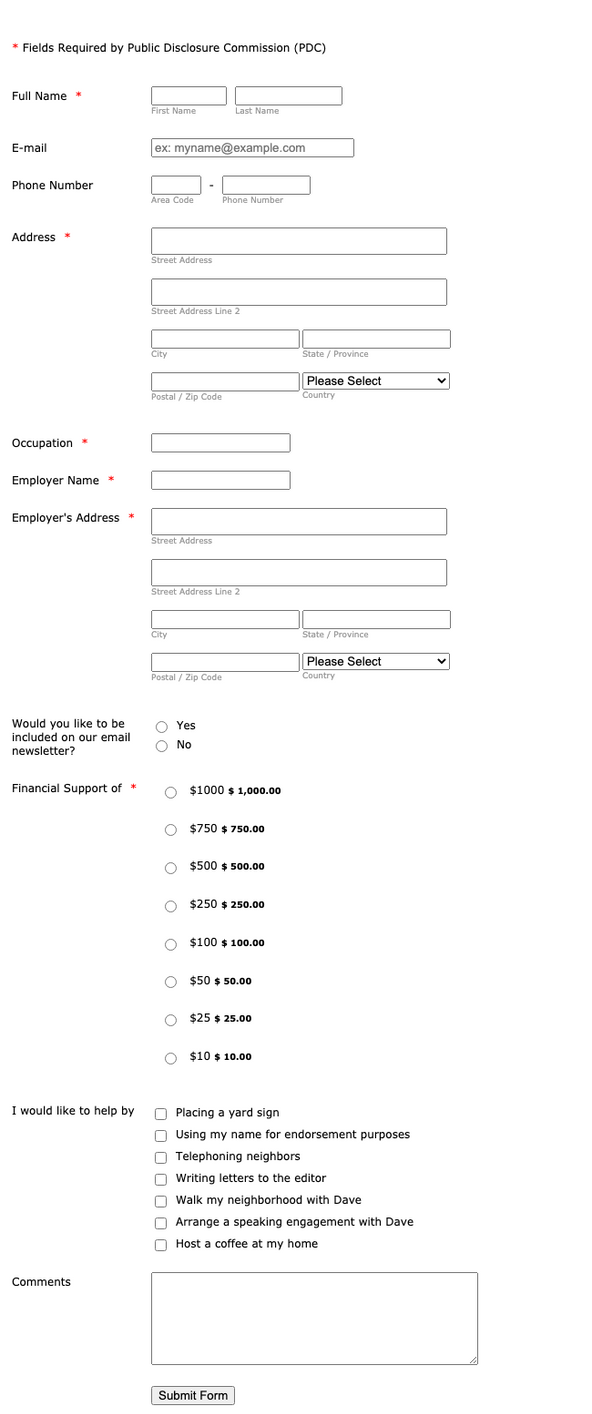 * Fields Required by Public Disclosure Commission (PDC)
Full Name *
First Name Last Name
E-mail ex: myname@example.com
Phone Number -
Area Code Phone Number
Address *
Street Address
Street Address Line 2
City State / Province
Please Select
Postal / Zip Code Country
Occupation *
Employer Name *
Employer's Address *
Street Address
Street Address Line 2
City State / Province
Please Select
Postal / Zip Code Country
Would you like to be
included on our email
newsletter?
Yes
No
Financial Support of *
$1000 $ 1,000.00
$750 $ 750.00
$500 $ 500.00
$250 $ 250.00
$100 $ 100.00
$50 $ 50.00
$25 $ 25.00
$10 $ 10.00
I would like to help by
Placing a yard sign
Using my name for endorsement purposes
Telephoning neighbors
Writing letters to the editor
Walk my neighborhood with Dave
Arrange a speaking engagement with Dave
Host a coffee at my home
Comments
Submit Form